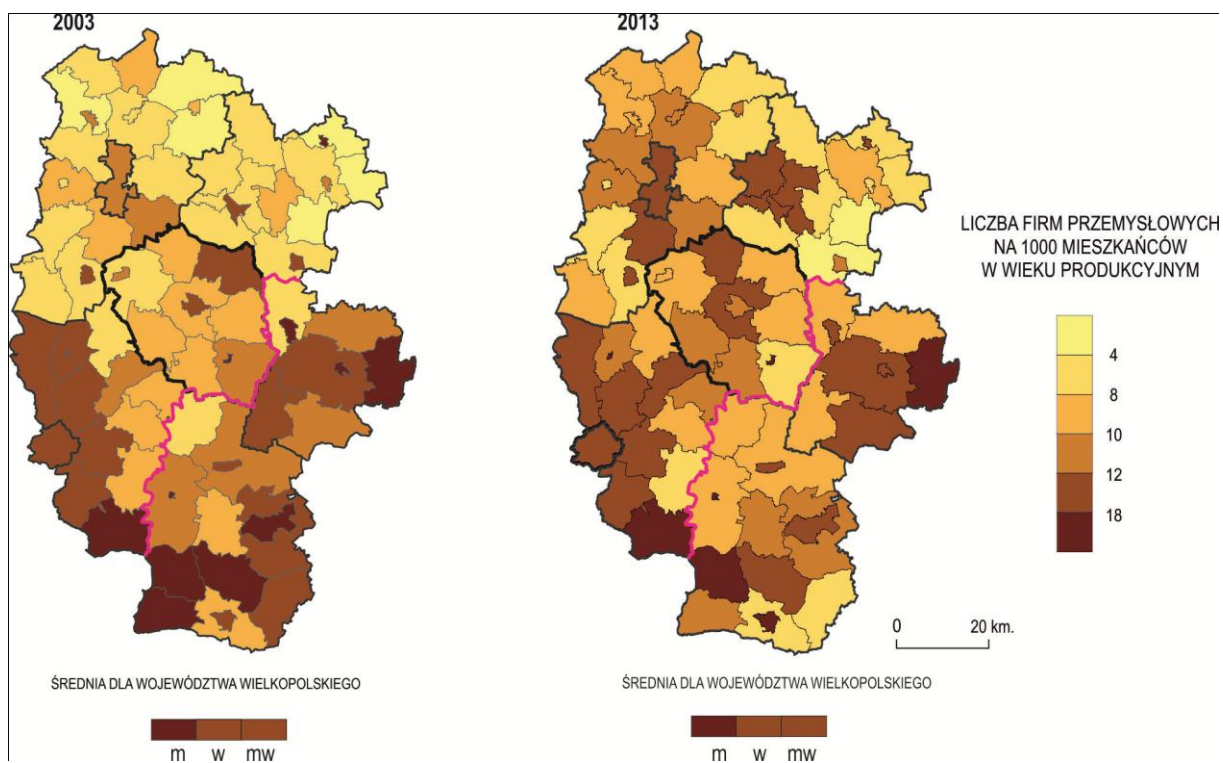 2003
2013
LICZBA FIRM PRZEMYSŁOWYCH
NA 1000 MIESZKAŃCÓW
W WIEKU PRODUKCYJNYM
4
8
10
12
18
0 20 km.
ŚREDNIA DLA WOJEWÓDZTWA WIELKOPOLSKIEGO
m w mw
ŚREDNIA DLA WOJEWÓDZTWA WIELKOPOLSKIEGO
m w mw